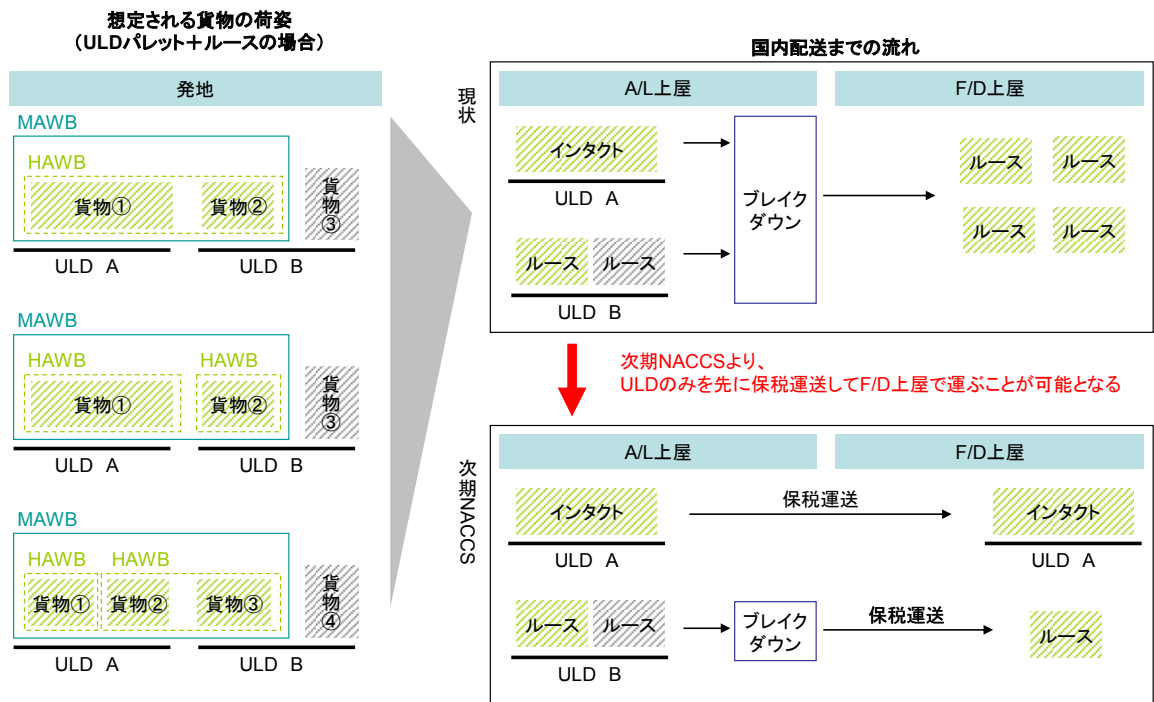 想定される貨物の荷姿
（ULDパレット＋ルースの場合）
発地
MAWB
HAWB
貨物①
貨物②
貨物③
ULD A
ULD B
MAWB
HAWB
HAWB
貨物①
貨物②
貨物③
ULD A
ULD B
MAWB
HAWB
HAWB
貨物①
貨物②
貨物③
貨物④
ULD A
ULD B
国内配送までの流れ
現状
A/L上屋
F/D上屋
インタクト
ULD A
ルース
ルース
ULD B
ブレイク
ダウン
ルース
ルース
ルース
ルース
次期NACCSより、
ULDのみを先に保税運送してF/D上屋で運ぶことが可能となる
次期NACCS
A/L上屋
F/D上屋
インタクト
ULD A
保税運送
インタクト
ULD A
ルース
ルース
ULD B
ブレイク
ダウン
保税運送
ルース